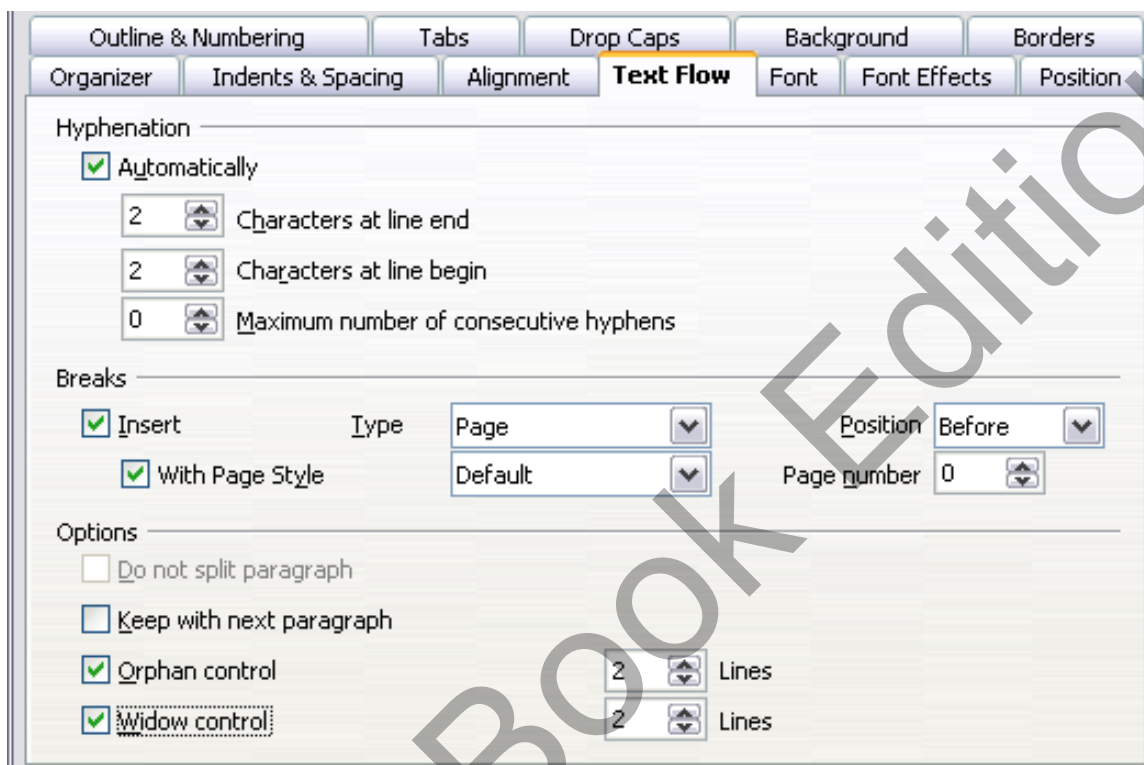 Outline & Numbering Tabs Drop Caps Background Borders
Organizer Indents & Spacing Alignment Text Flow Font Font Effects Position
Hyphenation
Automatically
2 Characters at line end
2 Characters at line begin
0 Maximum number of consecutive hyphens
Breaks
Insert Type Page Position Before
With Page Style Default Page number 0
Options
Do not split paragraph
Keep with next paragraph
Orphan control 2 Lines
Widow control 2 Lines
Book